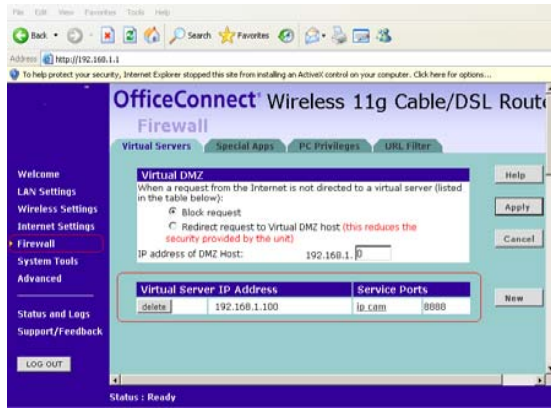 File Edit View Favorites Tools Help
Back Search Favorites
Address http://192.168.1.1
To help protect your security, Internet Explorer stopped this site from installing an ActiveX control on your computer. Click here for options...
OfficeConnect® Wireless 11g Cable/DSL Route
Firewall
Virtual Servers Special Apps PC Privileges URL Filter
Welcome
LAN Settings
Wireless Settings
Internet Settings
Firewall
System Tools
Advanced
Status and Logs
Support/Feedback
LOG OUT
Virtual DMZ
When a request from the Internet is not directed to a virtual server (listed
in the table below):
Block request
Redirect request to Virtual DMZ host (this reduces the
security provided by the unit)
IP address of DMZ Host: 192.168.1. 0
Virtual Server IP Address Service Ports
delete 192.168.1.100 ip cam 8888
Help
Apply
Cancel
New
Status : Ready